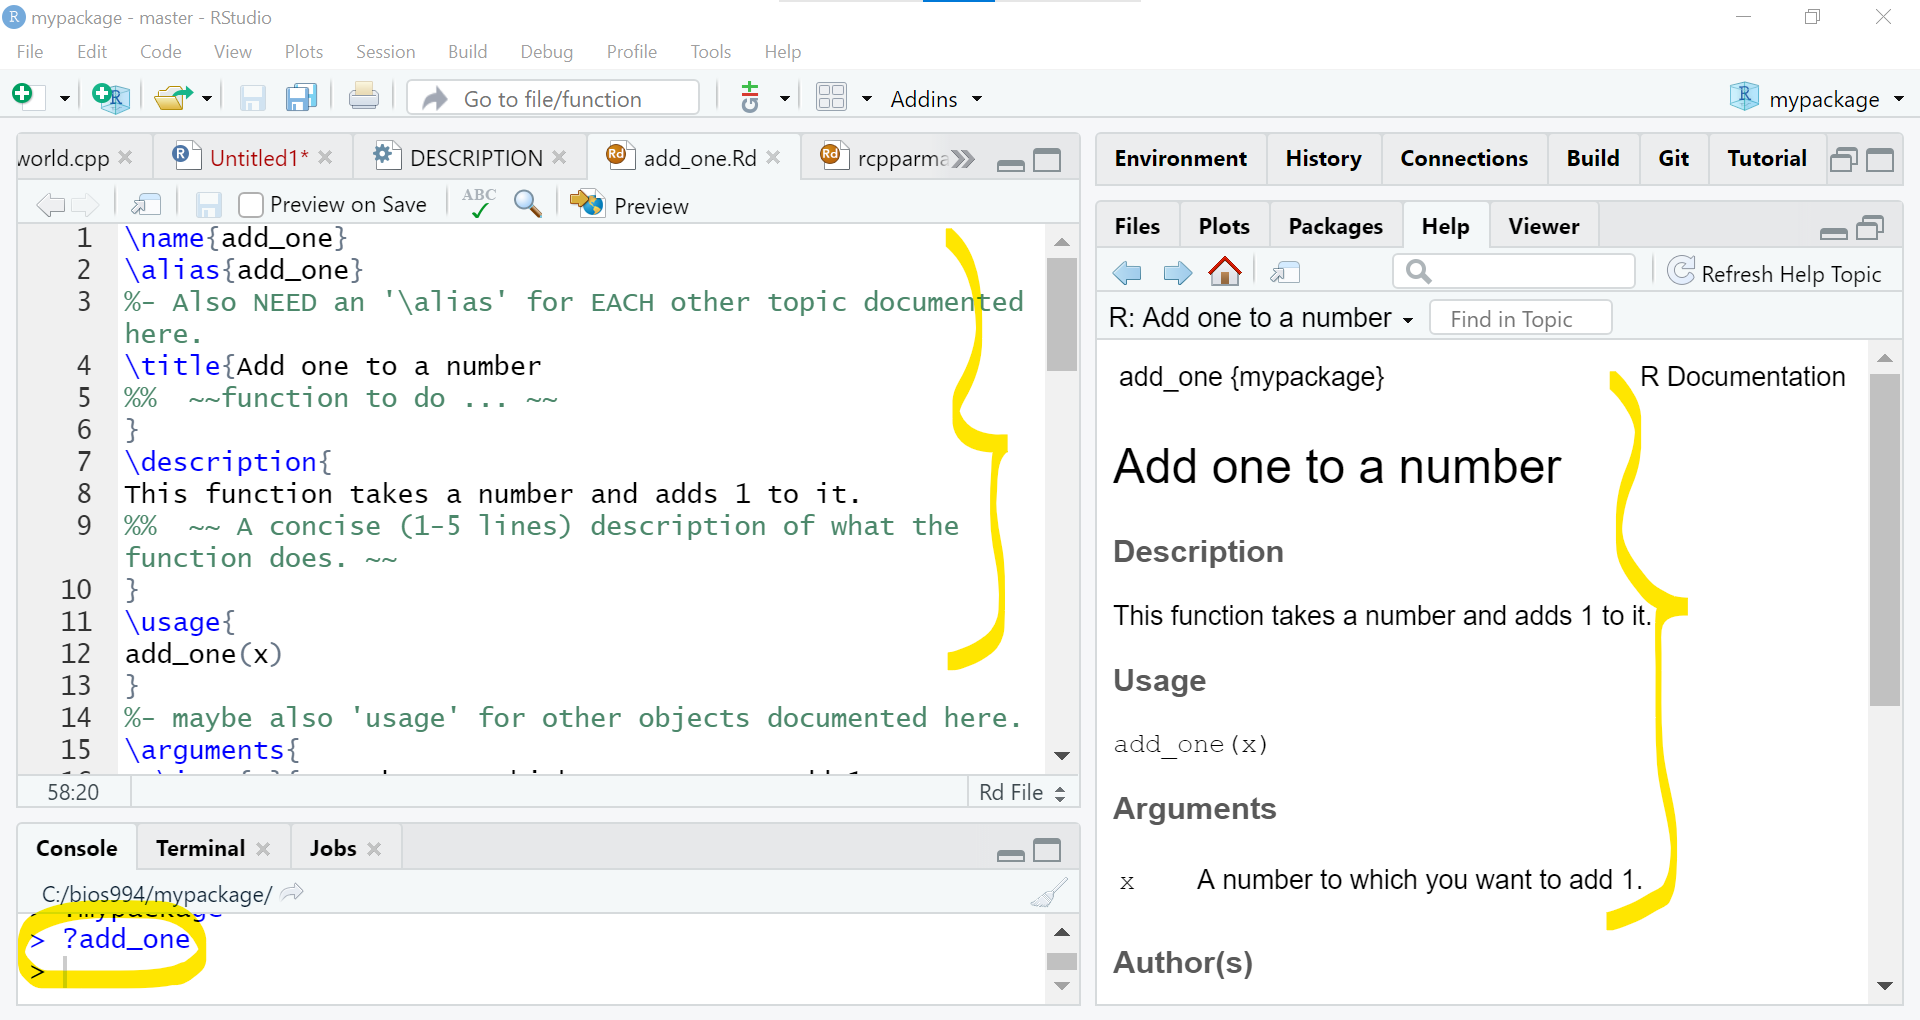 mypackage - master - RStudio
File Edit Code View Plots Session Build Debug Profile Tools Help
Go to file/function Addins mypackage
world.cpp Untitled1* DESCRIPTION add_one.Rd rcpparma
Preview on Save ABC Preview
1 \name{add_one}
2 \alias{add_one}
3 %- Also NEED an '\alias' for EACH other topic documented
here.
4 \title{Add one to a number
5 %% ~~function to do ... ~~
6 }
7 \description{
8 This function takes a number and adds 1 to it.
9 %% ~~ A concise (1-5 lines) description of what the
function does. ~~
10 }
11 \usage{
12 add_one(x)
13 }
14 %- maybe also 'usage' for other objects documented here.
15 \arguments{
58:20 Rd File
Console Terminal Jobs
C:/bios994/mypackage/
> ?mypackage
> ?add_one
>
Environment History Connections Build Git Tutorial
Files Plots Packages Help Viewer
Refresh Help Topic
R: Add one to a number Find in Topic
add_one {mypackage} R Documentation
Add one to a number
Description
This function takes a number and adds 1 to it.
Usage
add_one(x)
Arguments
x A number to which you want to add 1.
Author(s)